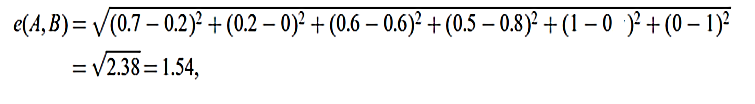 e(A,B) = √(0.7 − 0.2)² + (0.2 − 0)² + (0.6 − 0.6)² + (0.5 − 0.8)² + (1 − 0 )² + (0 − 1)²
= √2.38 = 1.54,